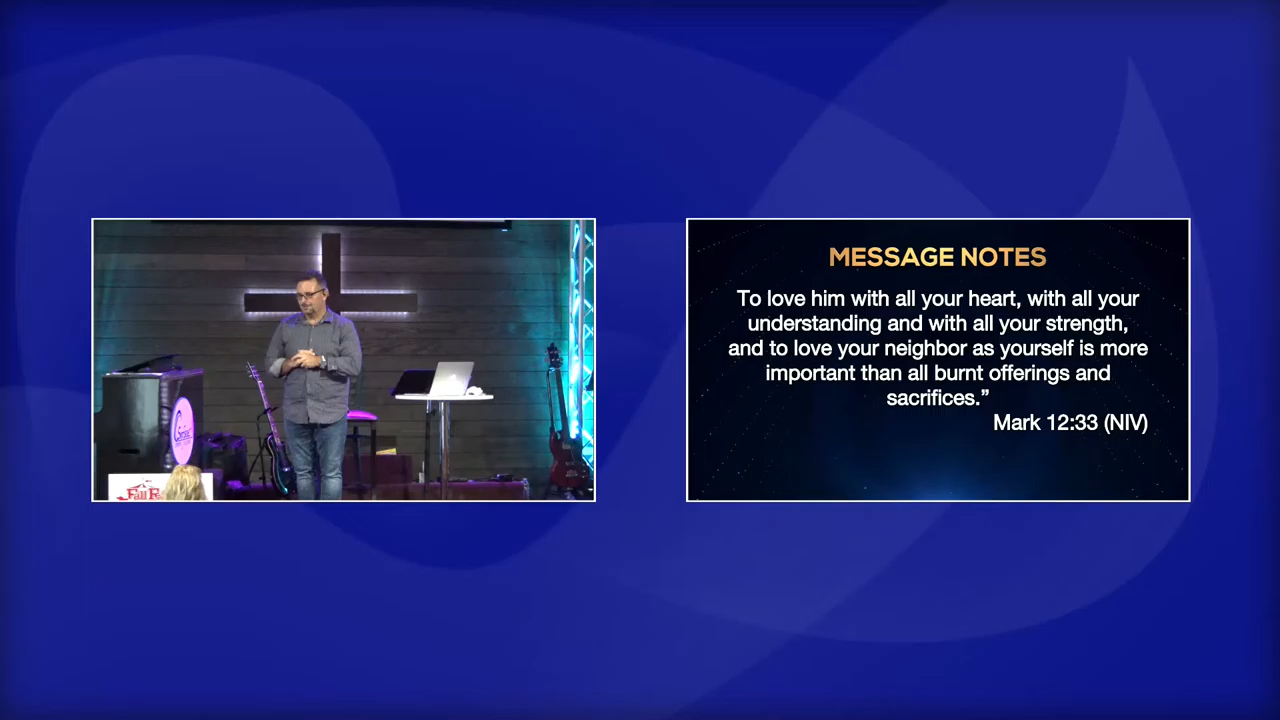 Fall Fe
MESSAGE NOTES
To love him with all your heart, with all your
understanding and with all your strength,
and to love your neighbor as yourself is more
important than all burnt offerings and
sacrifices.”
Mark 12:33 (NIV)